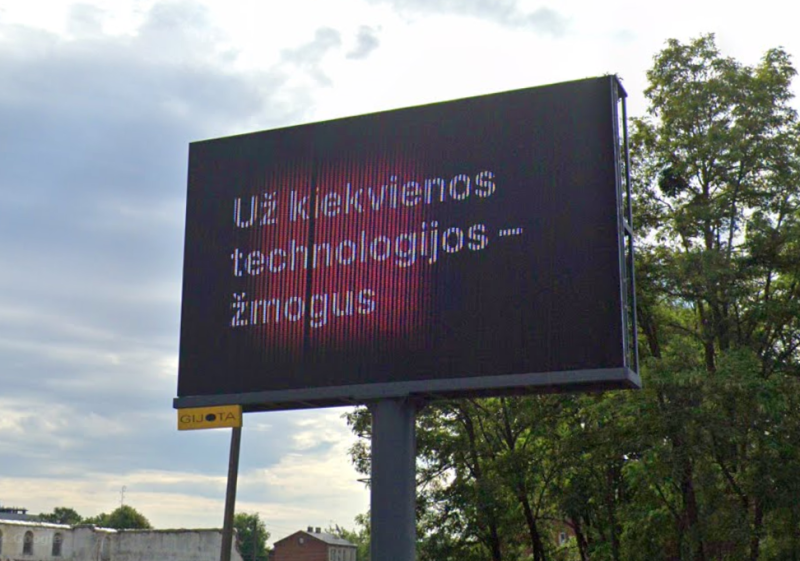 Už kiekvienos
technologijos –
žmogus
GIJOTA